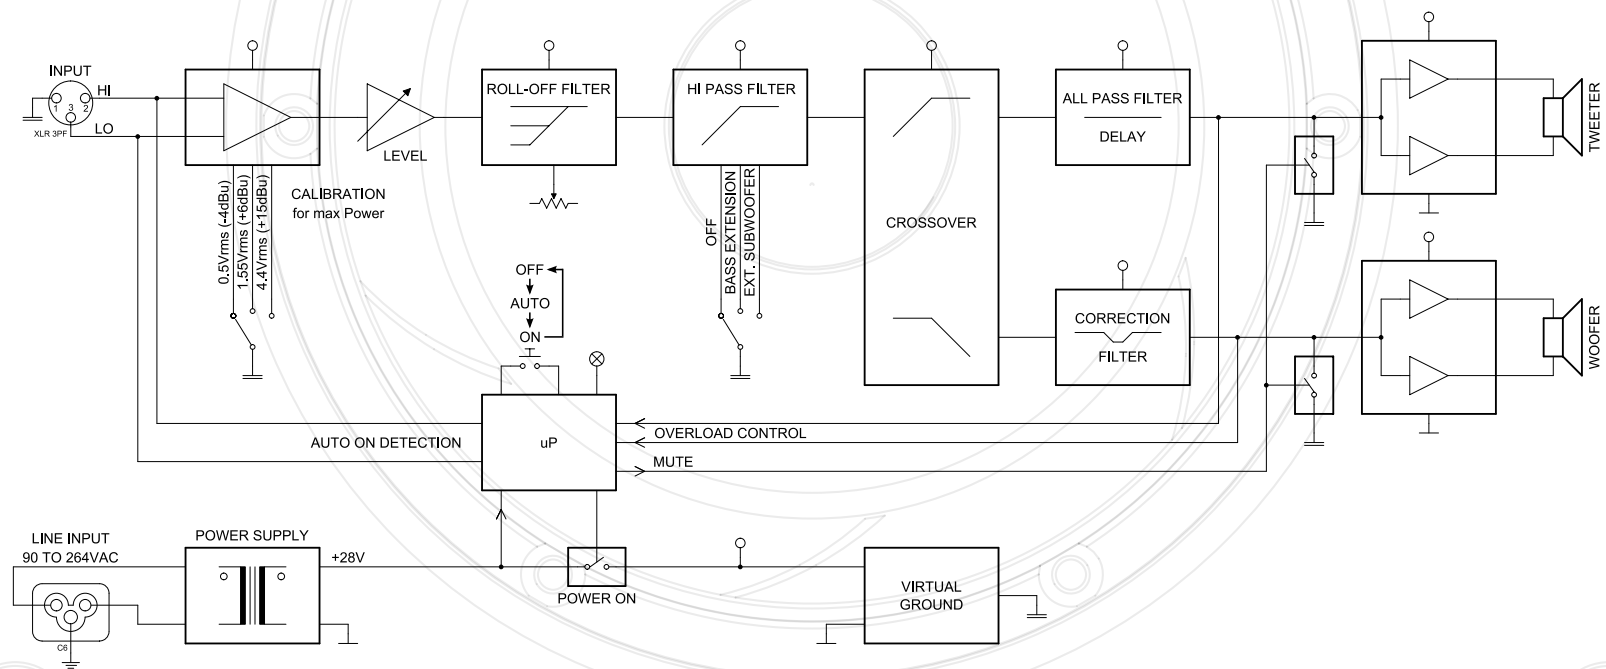 INPUT
HI
1
3
2
LO
XLR 3PF
0.5Vrms (-4dBu)
1.55Vrms (+6dBu)
4.4Vrms (+15dBu)
CALIBRATION
for max Power
LEVEL
ROLL-OFF FILTER
HI PASS FILTER
OFF
BASS EXTENSION
EXT. SUBWOOFER
CROSSOVER
ALL PASS FILTER
DELAY
CORRECTION
FILTER
TWEETER
WOOFER
OFF
AUTO
ON
AUTO ON DETECTION
uP
OVERLOAD CONTROL
MUTE
LINE INPUT
90 TO 264VAC
C6
POWER SUPPLY
+28V
POWER ON
VIRTUAL
GROUND